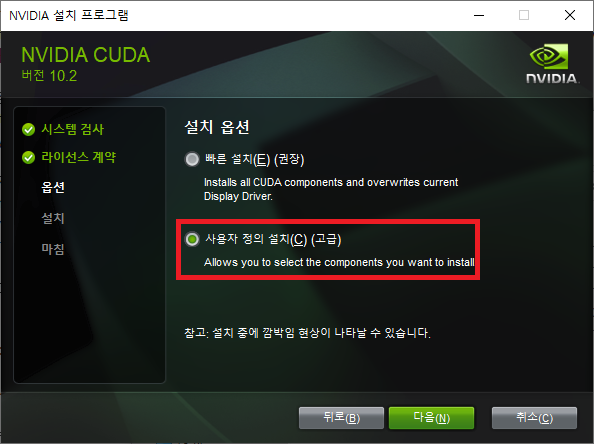 NVIDIA 설치 프로그램
NVIDIA CUDA
버전 10.2
NVIDIA.
시스템 검사
라이선스 계약
옵션
설치
마침
설치 옵션
빠른 설치(E) (권장)
Installs all CUDA components and overwrites current
Display Driver.
사용자 정의 설치(C) (고급)
Allows you to select the components you want to install
참고: 설치 중에 깜박임 현상이 나타날 수 있습니다.
뒤로(B)
다음(N)
취소(C)